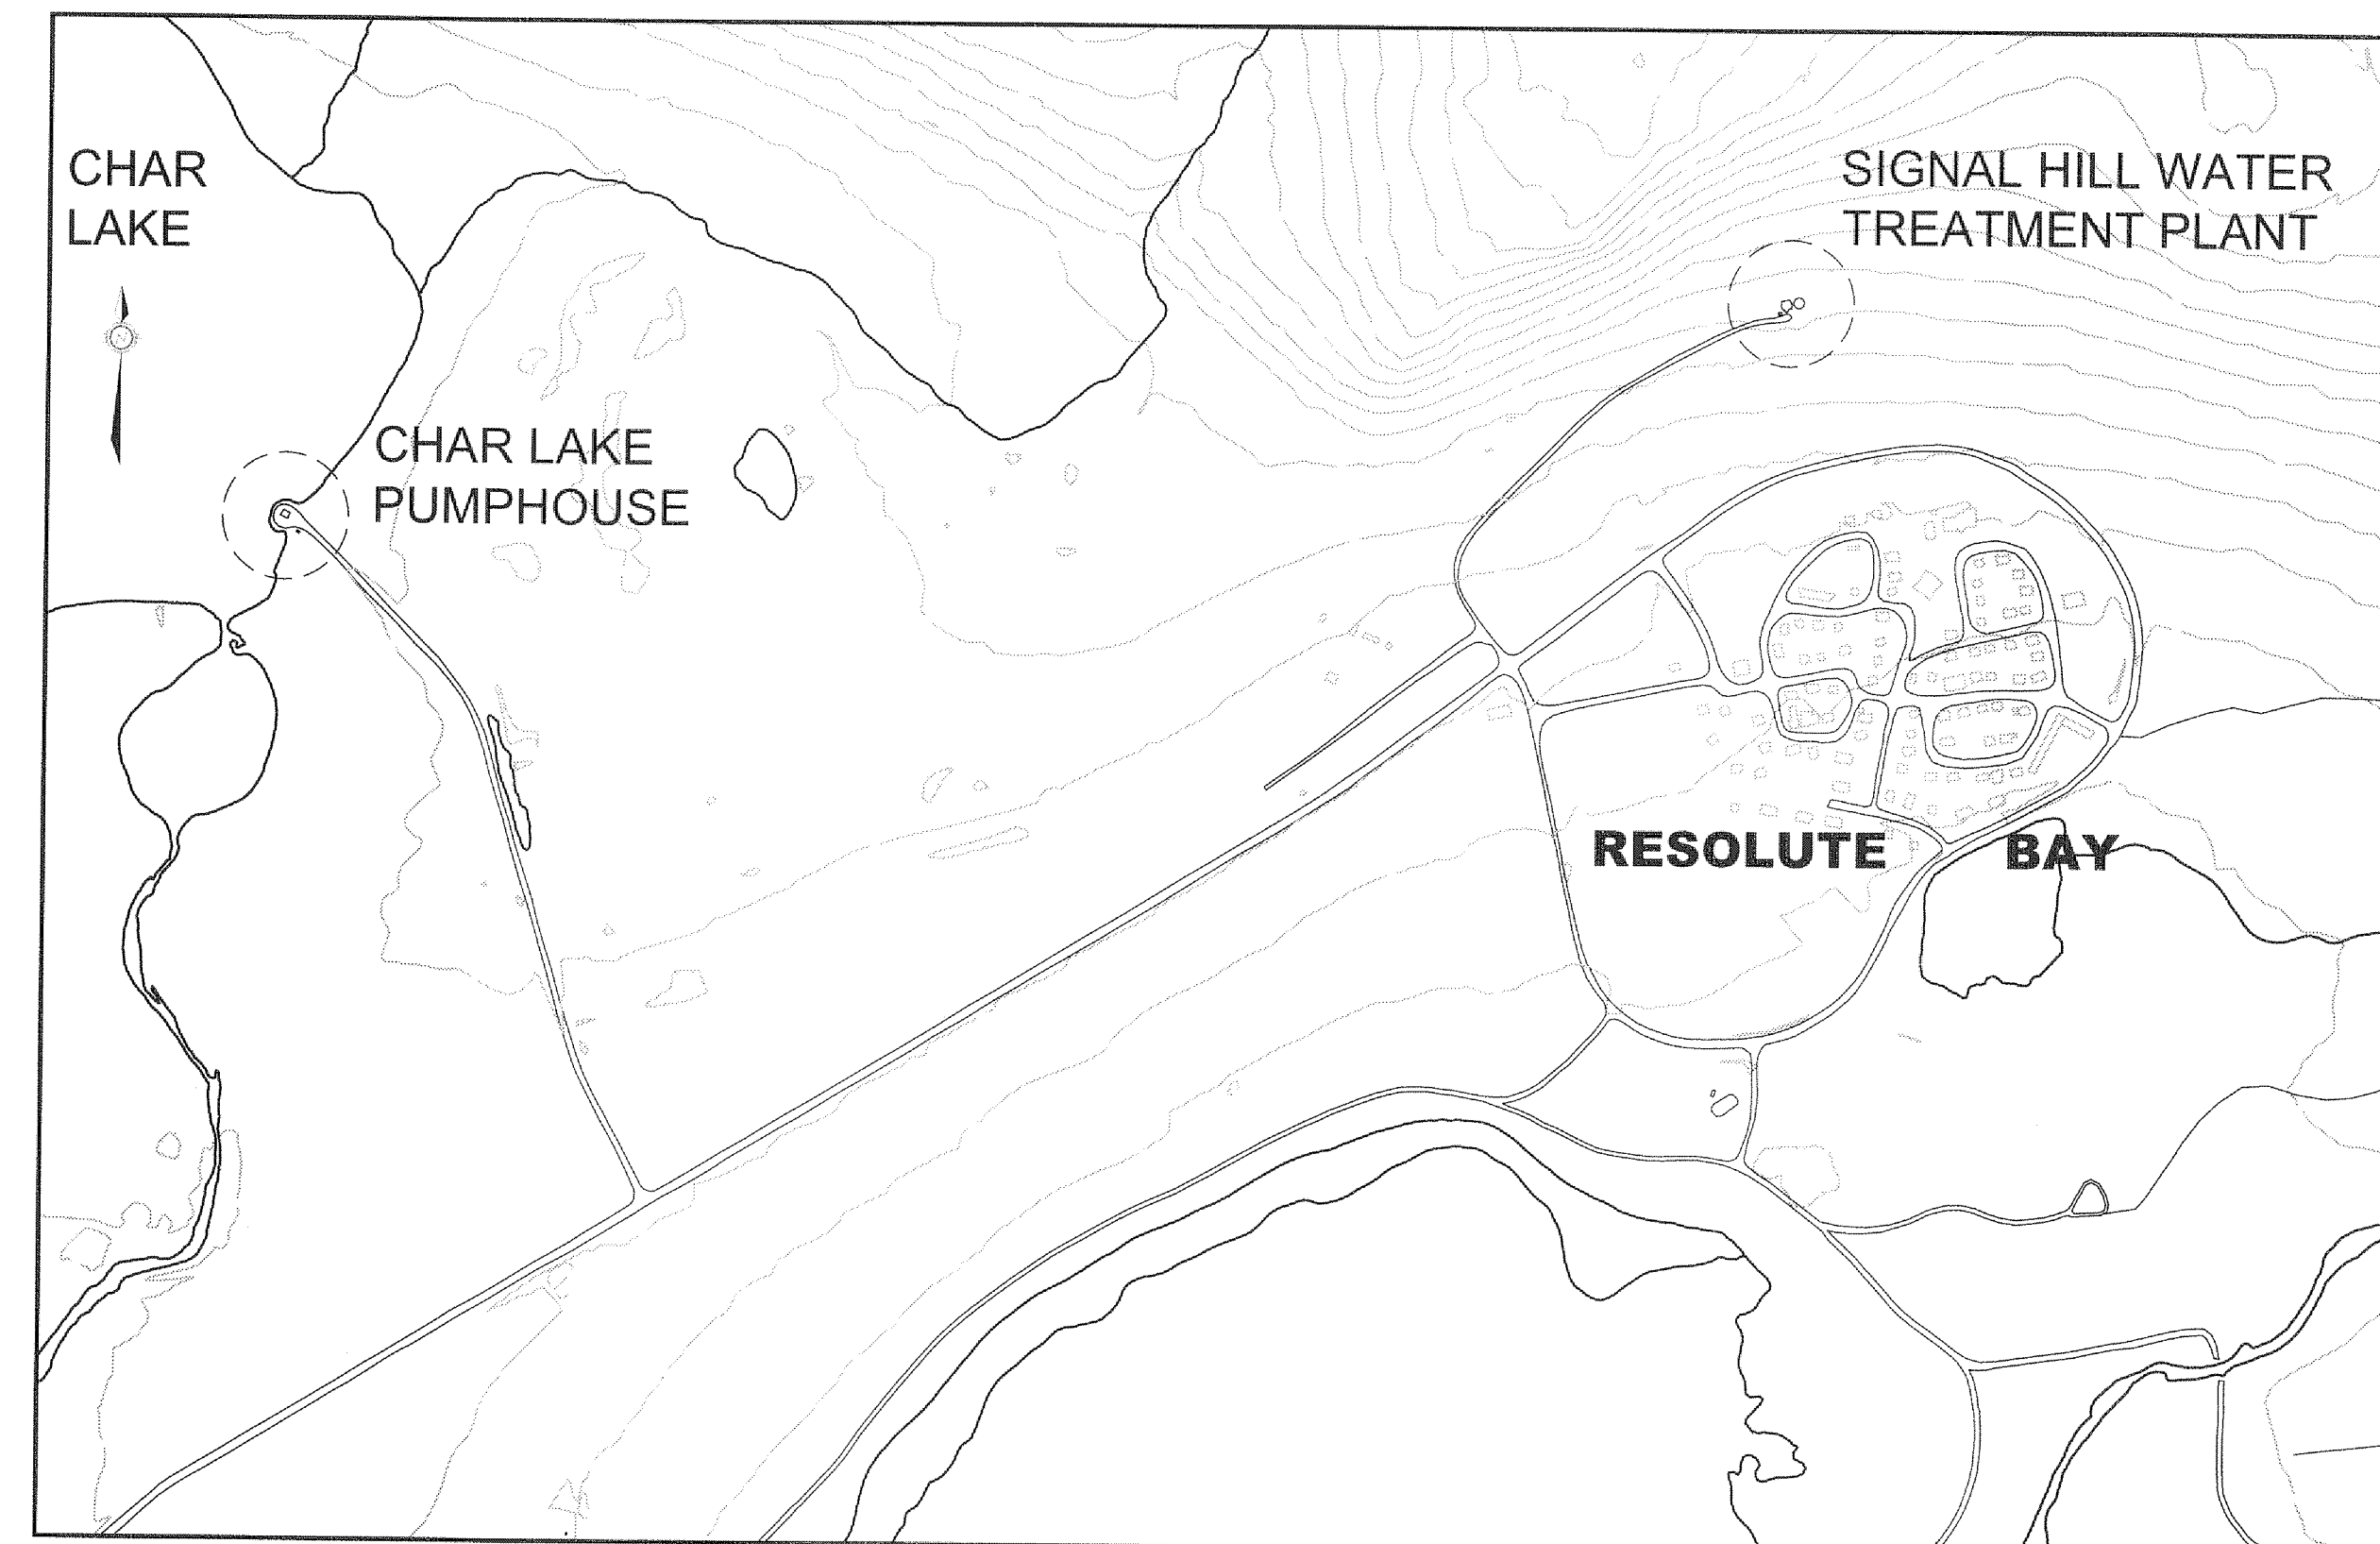 CHAR
LAKE
SIGNAL HILL WATER
TREATMENT PLANT
CHAR LAKE
PUMPHOUSE
RESOLUTE BAY